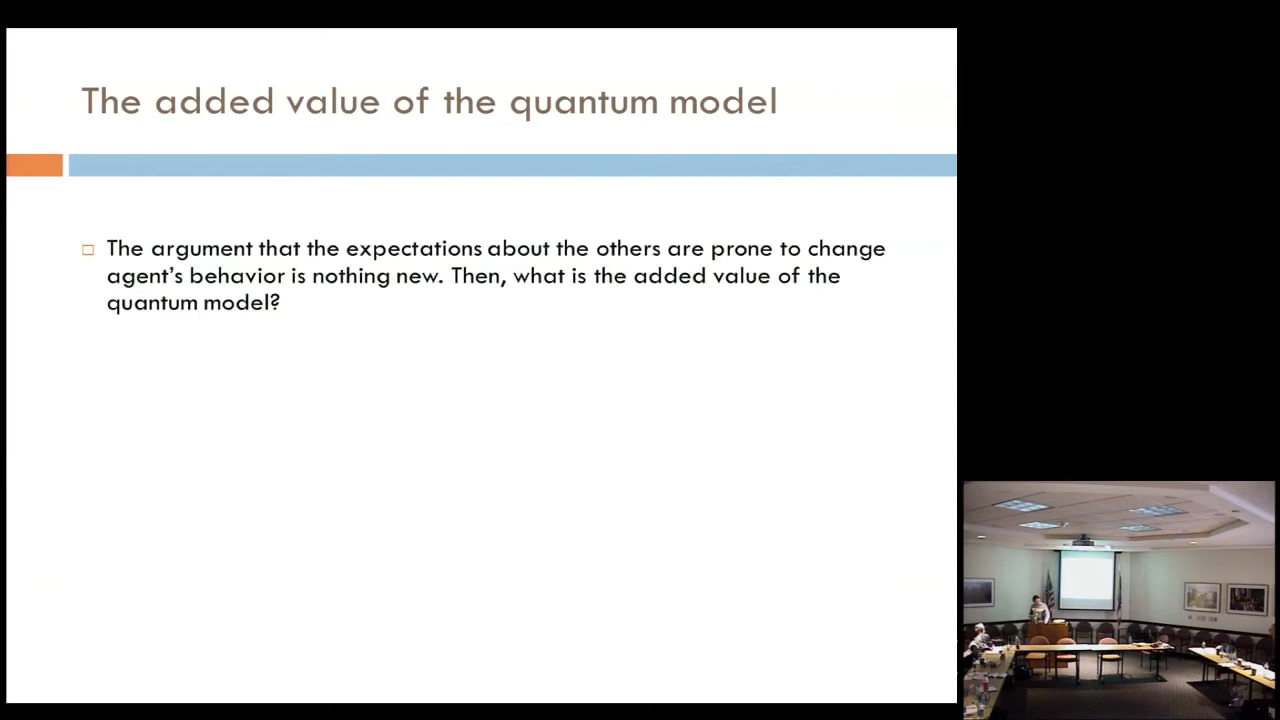 The added value of the quantum model
The argument that the expectations about the others are prone to change
agent's behavior is nothing new. Then, what is the added value of the
quantum model?